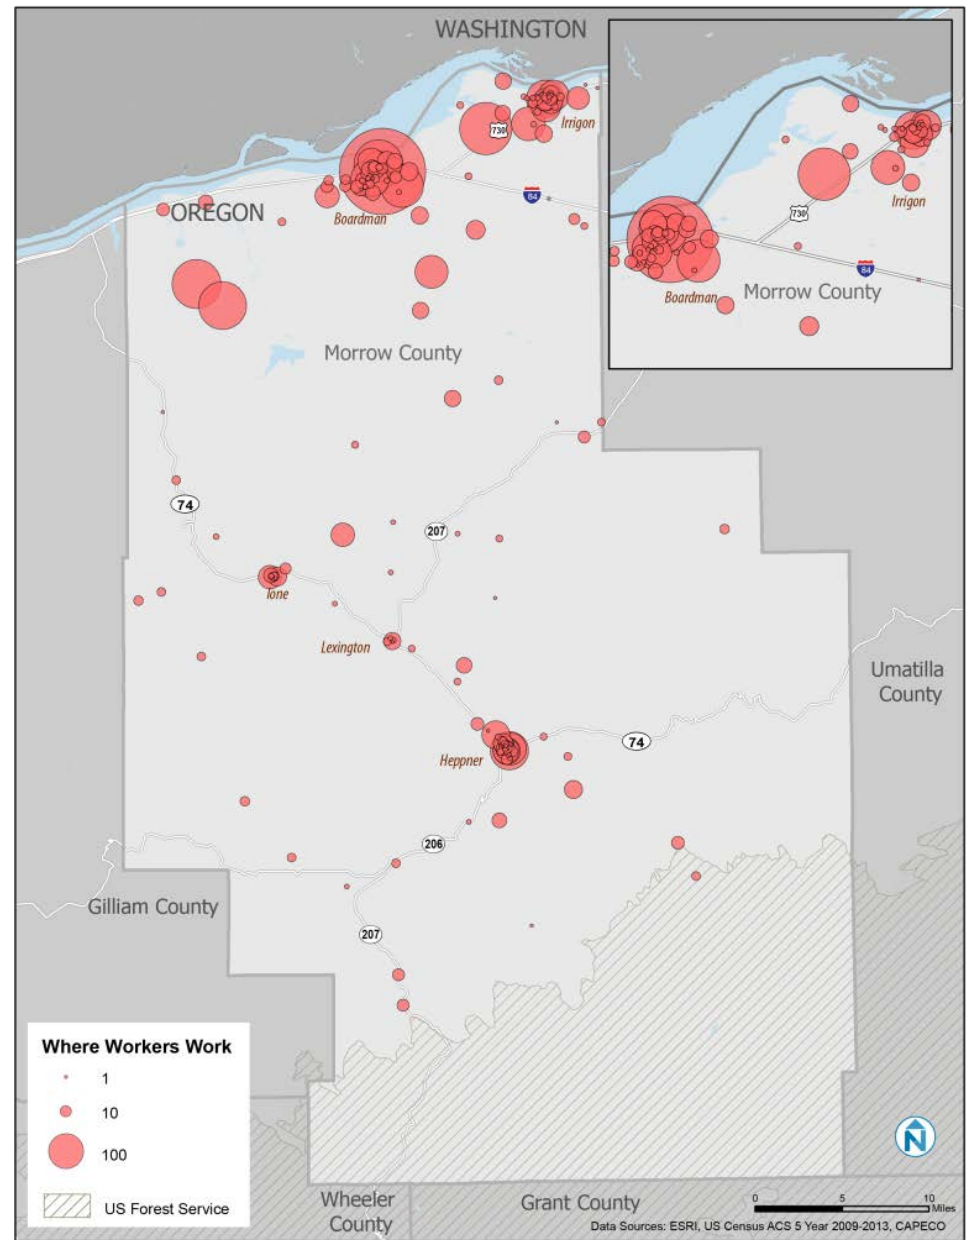 WASHINGTON
Irrigon
730
84
OREGON
Boardman
Morrow County
74
207
Ione
Lexington
Umatilla
County
Heppner
74
206
Gilliam County
207
Irrigon
730
84
Boardman
Morrow County
Where Workers Work
1
10
100
US Forest Service
Wheeler
County
Grant County
N
0 5 10
Miles
Data Sources: ESRI, US Census ACS 5 Year 2009-2013, CAPECO